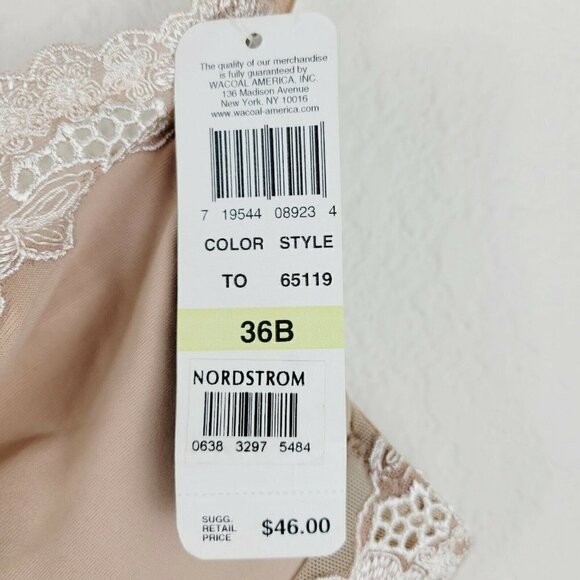 The quality of our merchandise
is fully guaranteed by
WACOAL AMERICA, INC.
136 Madison Avenue
New York, NY 10016
www.wacoal-america.com
7 19544 08923 4
COLOR STYLE
TO 65119
36B
NORDSTROM
0638 3297 5484
SUGG.
RETAIL
PRICE $46.00